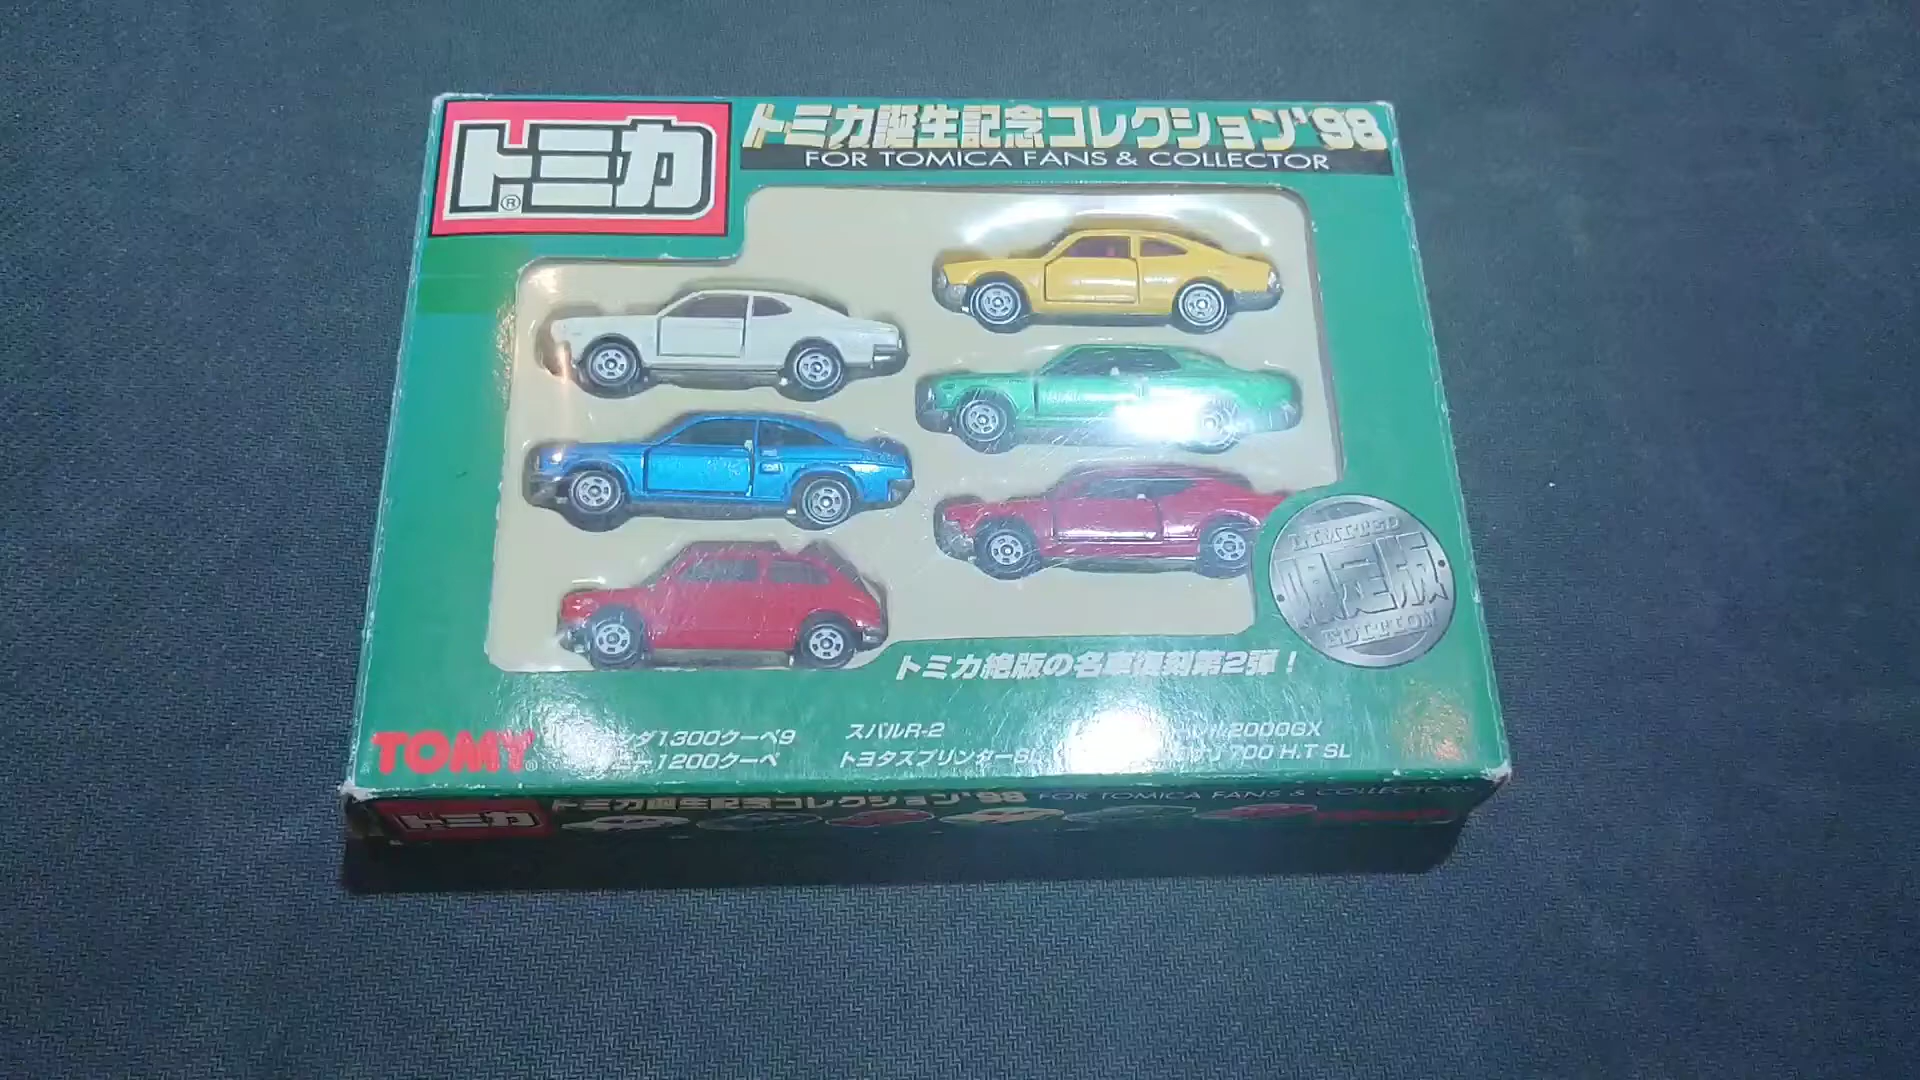 トミカ®
トミカ誕生記念コレクション'98
FOR TOMICA FANS & COLLECTOR
LIMITED
限定版
EDITION
トミカ絶版の名車復刻第2弾!
TOMY®
ダ1300クーペ9
スバルR-2
2000GX
ー1200クーペ
トヨタスプリンター
700 H.T SL
トミカ
トミカ誕生記念コレクション'98 FOR TOMICA FANS & COLLECTORS